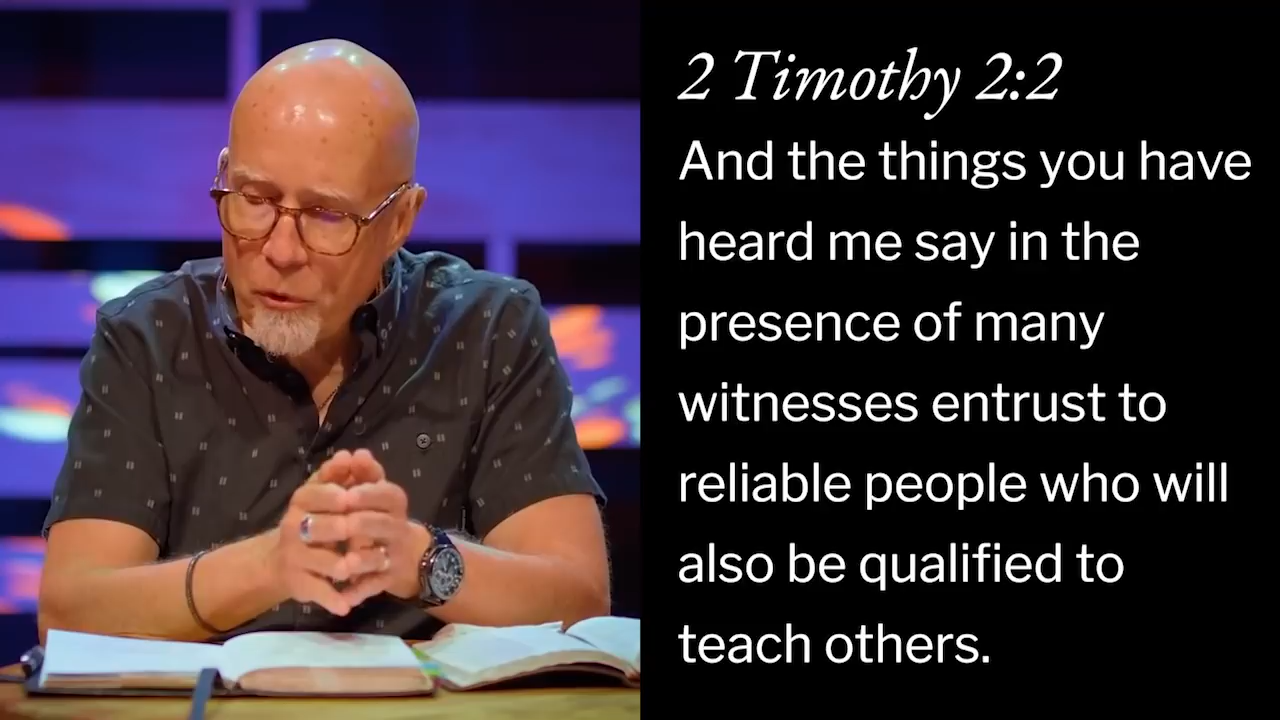 2 Timothy 2:2
And the things you have
heard me say in the
presence of many
witnesses entrust to
reliable people who will
also be qualified to
teach others.